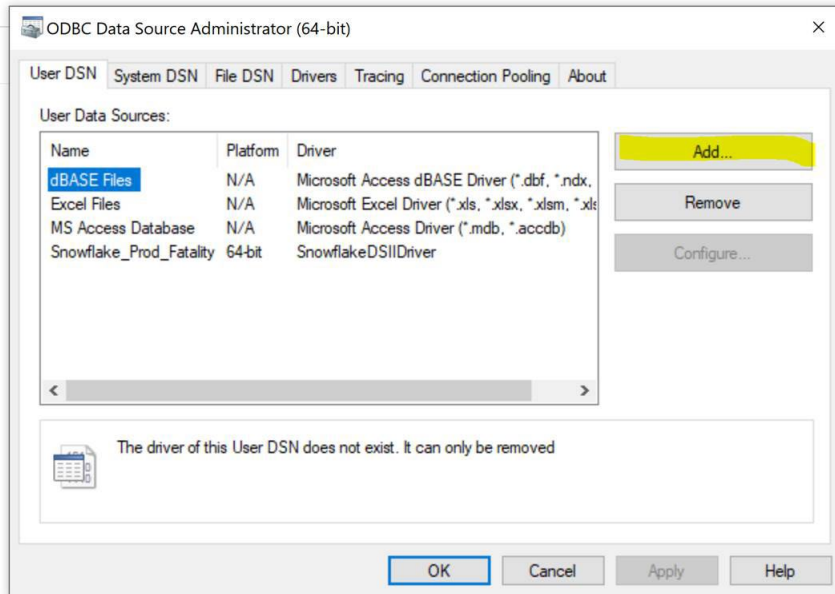 ODBC Data Source Administrator (64-bit)
User DSN System DSN File DSN Drivers Tracing Connection Pooling About
User Data Sources:
Name Platform Driver
dBASE Files N/A Microsoft Access dBASE Driver (*.dbf, *.ndx,
Excel Files N/A Microsoft Excel Driver (*.xls, *.xlsx, *.xlsm, *.xls
MS Access Database N/A Microsoft Access Driver (*.mdb, *.accdb)
Snowflake_Prod_Fatality 64-bit SnowflakeDSIIDriver
Add...
Remove
Configure...
The driver of this User DSN does not exist. It can only be removed
OK Cancel Apply Help